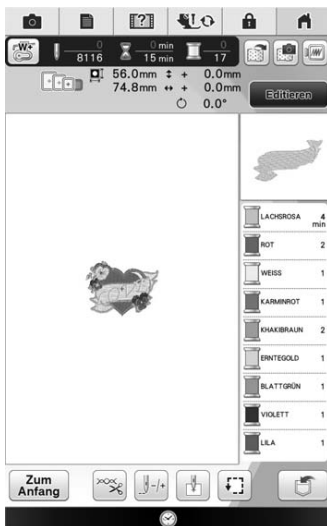 W+
0
0 min
0
8116
15 min
17
56.0mm + 0.0mm
74.8mm + 0.0mm
0.0°
Editieren
LACHSROSA 4 min
ROT 2
WEISS 1
KARMINROT 1
KHAKIBRAUN 2
ERNTEGOLD 1
BLATTGRÜN 1
VIOLETT 1
LILA 1
Zum
Anfang
-/+